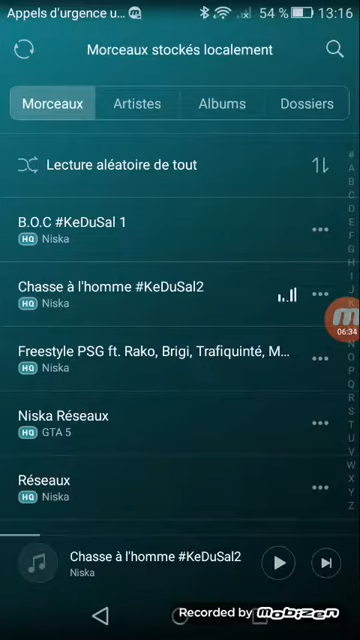 Appels d'urgence u... 54 % 13:16
Morceaux stockés localement
Morceaux Artistes Albums Dossiers
Lecture aléatoire de tout
B.O.C #KeDuSal 1
HQ Niska
Chasse à l'homme #KeDuSal2
HQ Niska
06:34
Freestyle PSG ft. Rako, Brigi, Trafiquinté, M...
HQ Niska
Niska Réseaux
HQ GTA 5
Réseaux
HQ Niska
#
A
B
C
D
E
F
G
H
I
J
K
O
P
Q
R
S
T
U
V
W
X
Y
Z
Chasse à l'homme #KeDuSal2
Niska
Recorded by mobizen